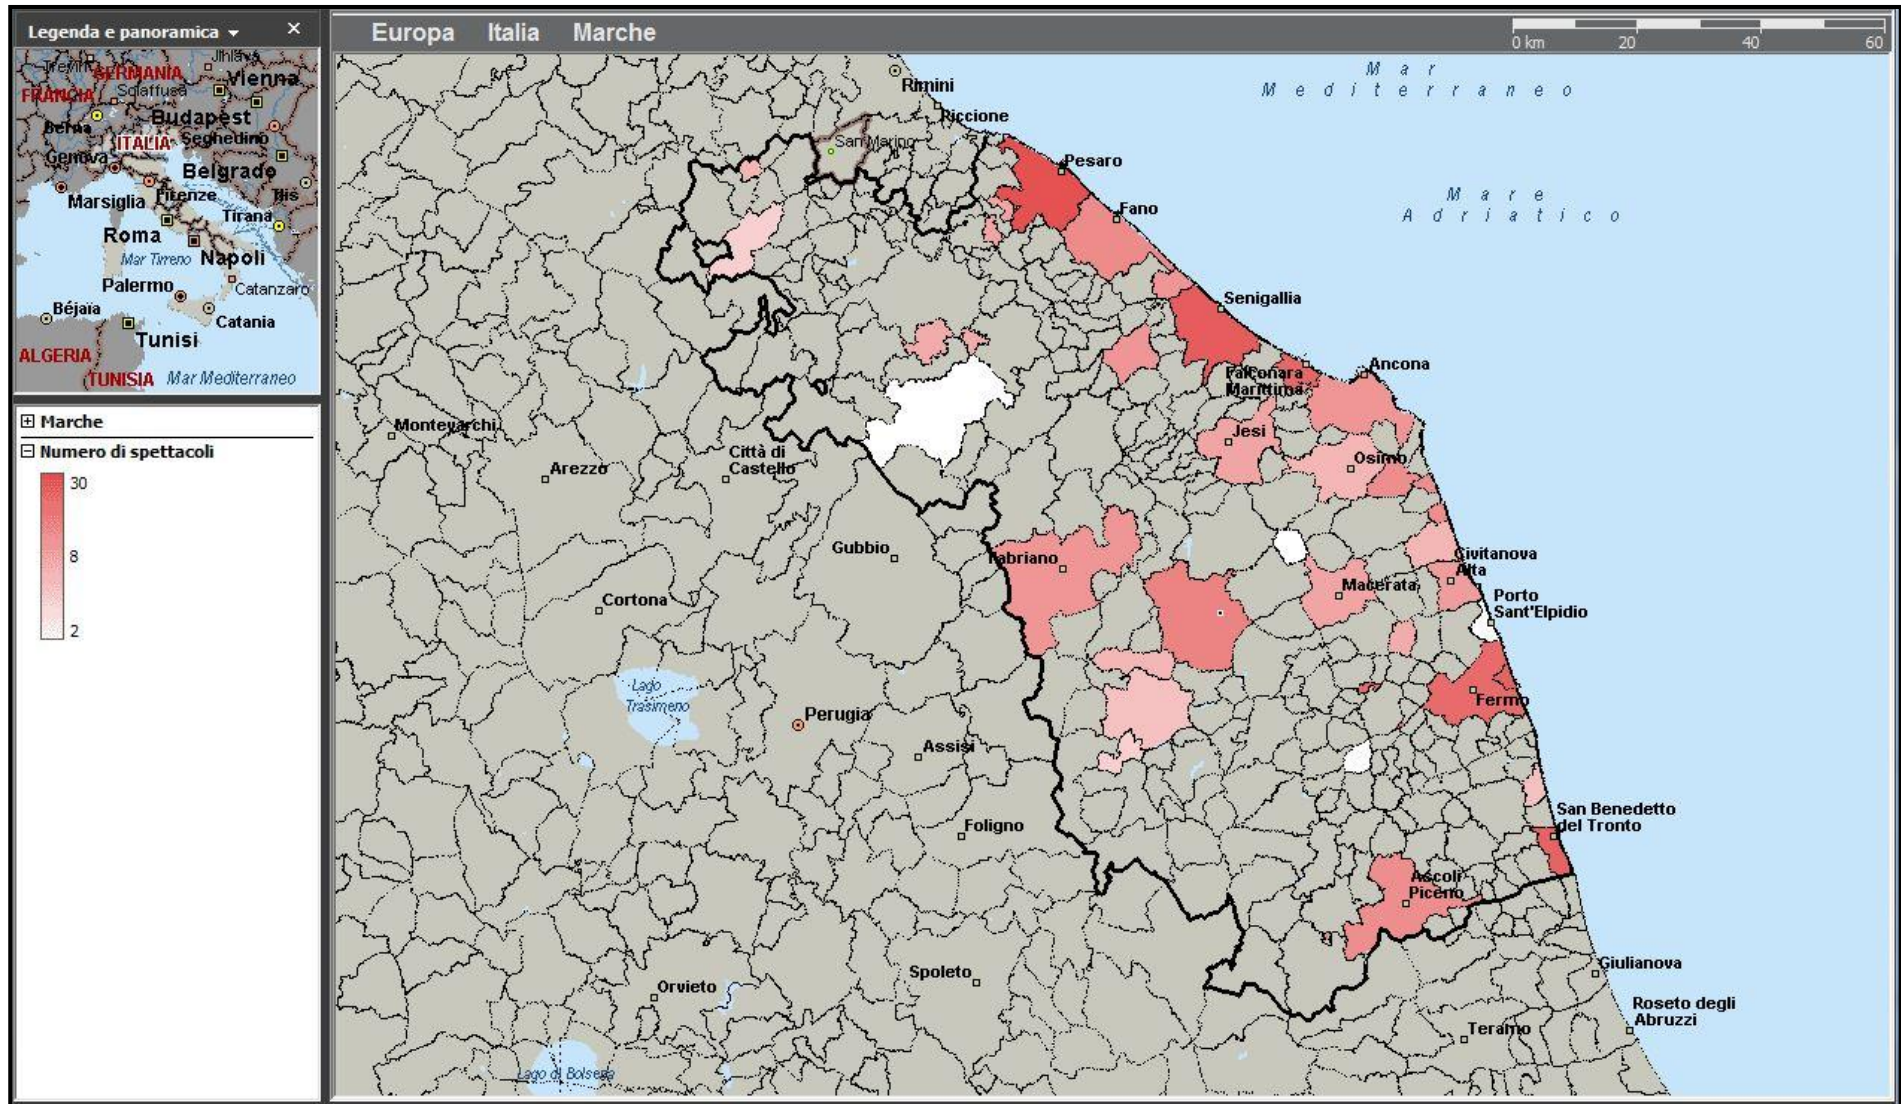 Legenda e panoramica
Europa Italia Marche
0 km 20 40 60
Jihlava
GERMANIA
Vienna
FRANCIA
Sciaffusa
Berna
Budapest
ITALIA
Seghedino
Genova
Belgrado
Marsiglia
Firenze
Tirana
Roma
Mar Tirreno
Napoli
Palermo
Catanzaro
Béjaïa
Catania
Tunisi
ALGERIA
TUNISIA
Mar Mediterraneo
Marche
Numero di spettacoli
30
8
2
Mar
Mediterraneo
Rimini
Riccione
San Marino
Pesaro
Mare
Adriatico
Fano
Senigallia
Ancona
Falconara
Marittima
Montevarchi
Jesi
Città di
Castello
Arezzo
Osimo
Gubbio
Fabriano
Civitanova
Alta
Macerata
Cortona
Porto
Sant'Elpidio
Lago
Trasimeno
Perugia
Fermo
Assisi
San Benedetto
del Tronto
Foligno
Ascoli
Piceno
Spoleto
Giulianova
Orvieto
Roseto degli
Abruzzi
Teramo
Lago di Bolsena